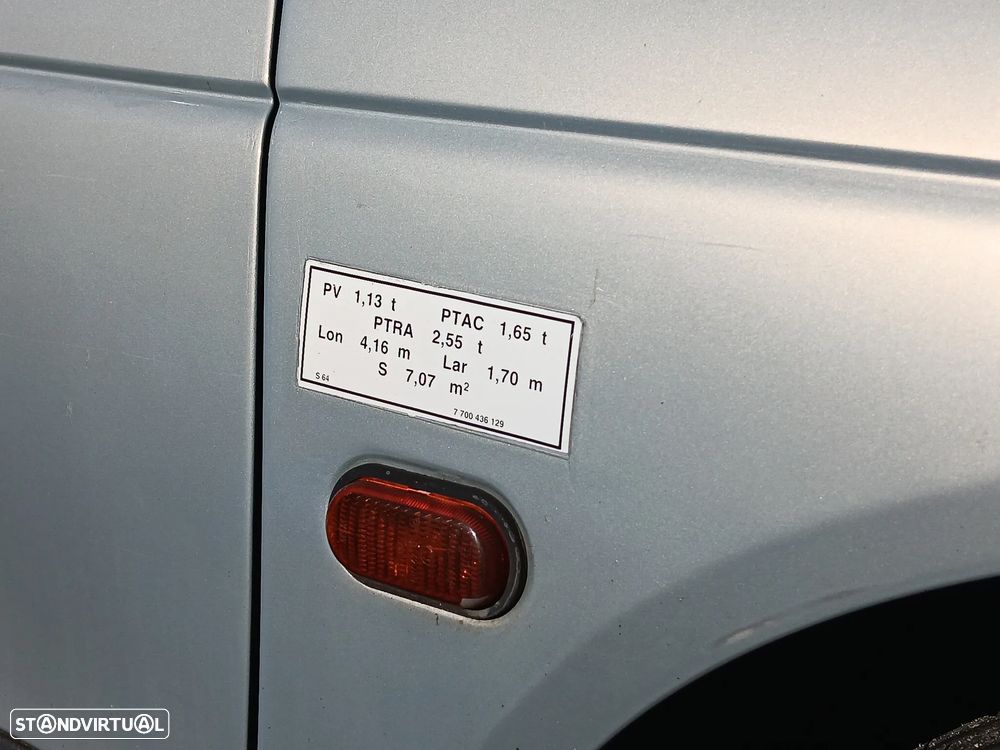 PV 1,13 t PTAC 1,65 t
PTRA 2,55 t
Lon 4,16 m Lar 1,70 m
S 7,07 m²
S 64 7 700 436 129
STANDVIRTUAL